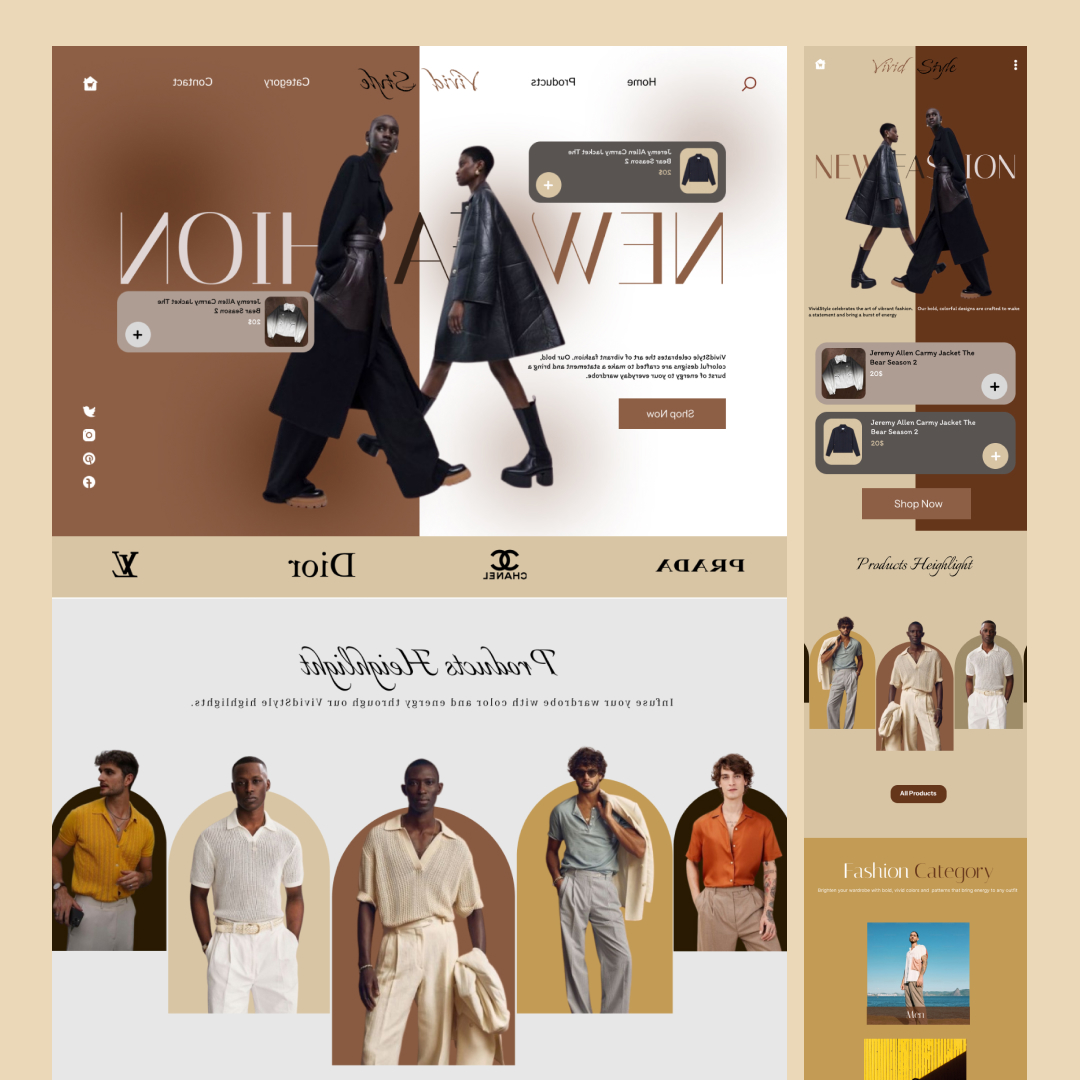 Home Products Vivid Style Category Contact
Jeremy Allen Carmy Jacket The
Bear Season 2
20$
NEW FASHION
Jeremy Allen Carmy Jacket The
Bear Season 2
20$
VividStyle celebrates the art of vibrant fashion. Our bold,
colorful designs are crafted to make a statement and bring a
burst of energy to your everyday wardrobe.
Shop Now
PRADA CHANEL Dior LV
Products Heighlight
Infuse your wardrobe with color and energy through our VividStyle highlights.
Vivid Style
NEW FASHION
VividStyle celebrates the art of vibrant fashion. Our bold, colorful designs are crafted to make
a statement and bring a burst of energy
Jeremy Allen Carmy Jacket The
Bear Season 2
20$
Jeremy Allen Carmy Jacket The
Bear Season 2
20$
Shop Now
Products Heighlight
All Products
Fashion Category
Brighten your wardrobe with bold, vivid colors and patterns that bring energy to any outfit
Men